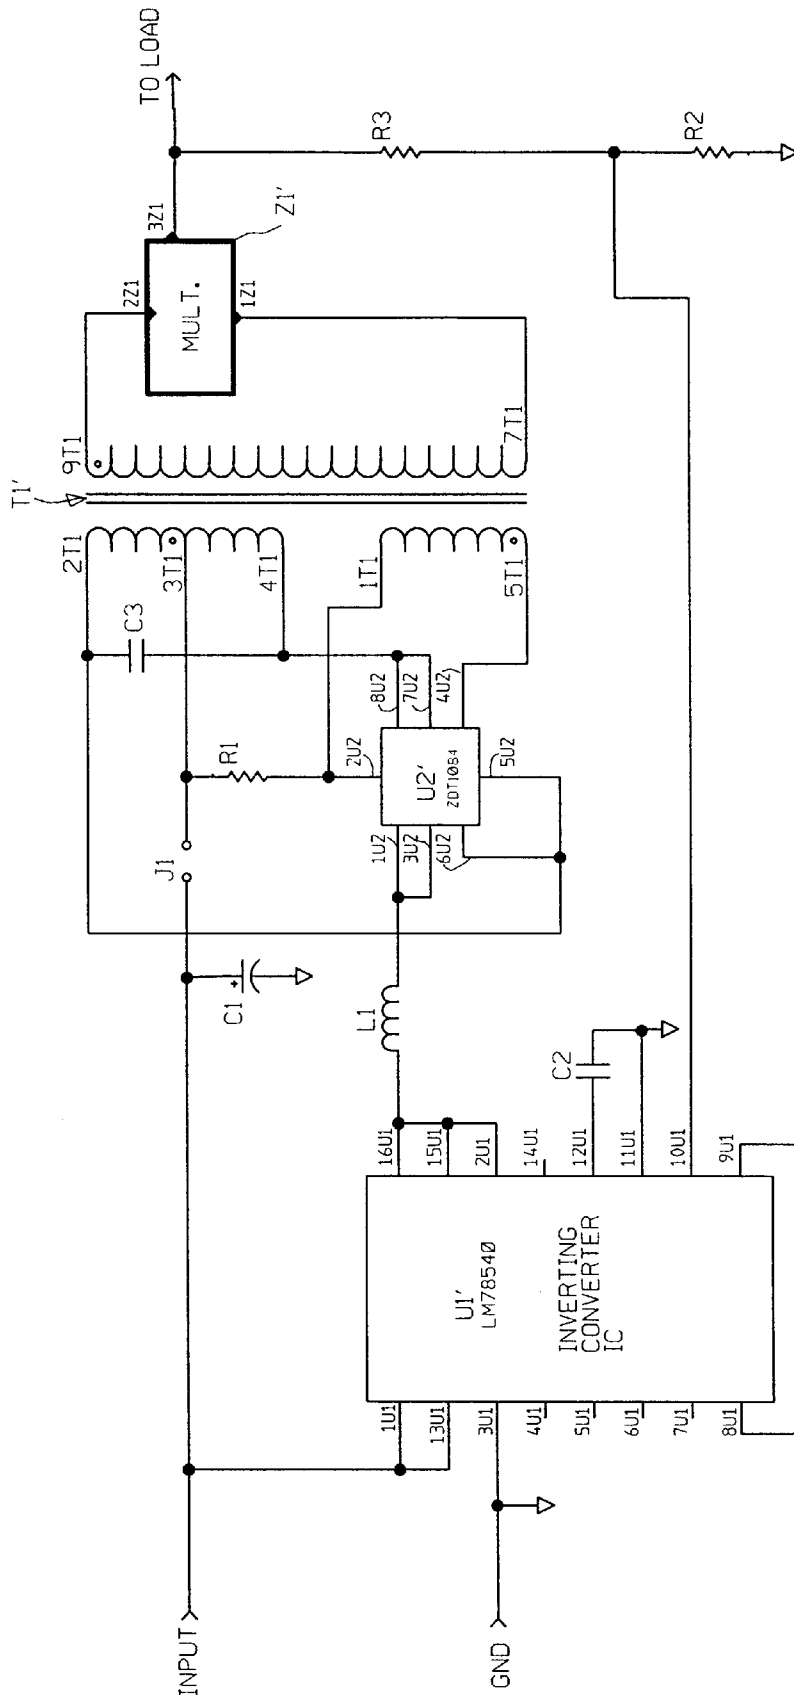 TO LOAD
3Z1
Z1'
2Z1
MULT.
1Z1
R3
R2
T1'
9T1
7T1
2T1
3T1
4T1
1T1
5T1
C3
R1
8U2
7U2
4U2
2U2
U2'
ZDT1084
5U2
1U2
3U2
6U2
J1
C1
+
L1
C2
16U1
15U1
2U1
14U1
12U1
11U1
10U1
9U1
U1'
LM78540
INVERTING
CONVERTER
IC
1U1
13U1
3U1
4U1
5U1
6U1
7U1
8U1
INPUT
GND